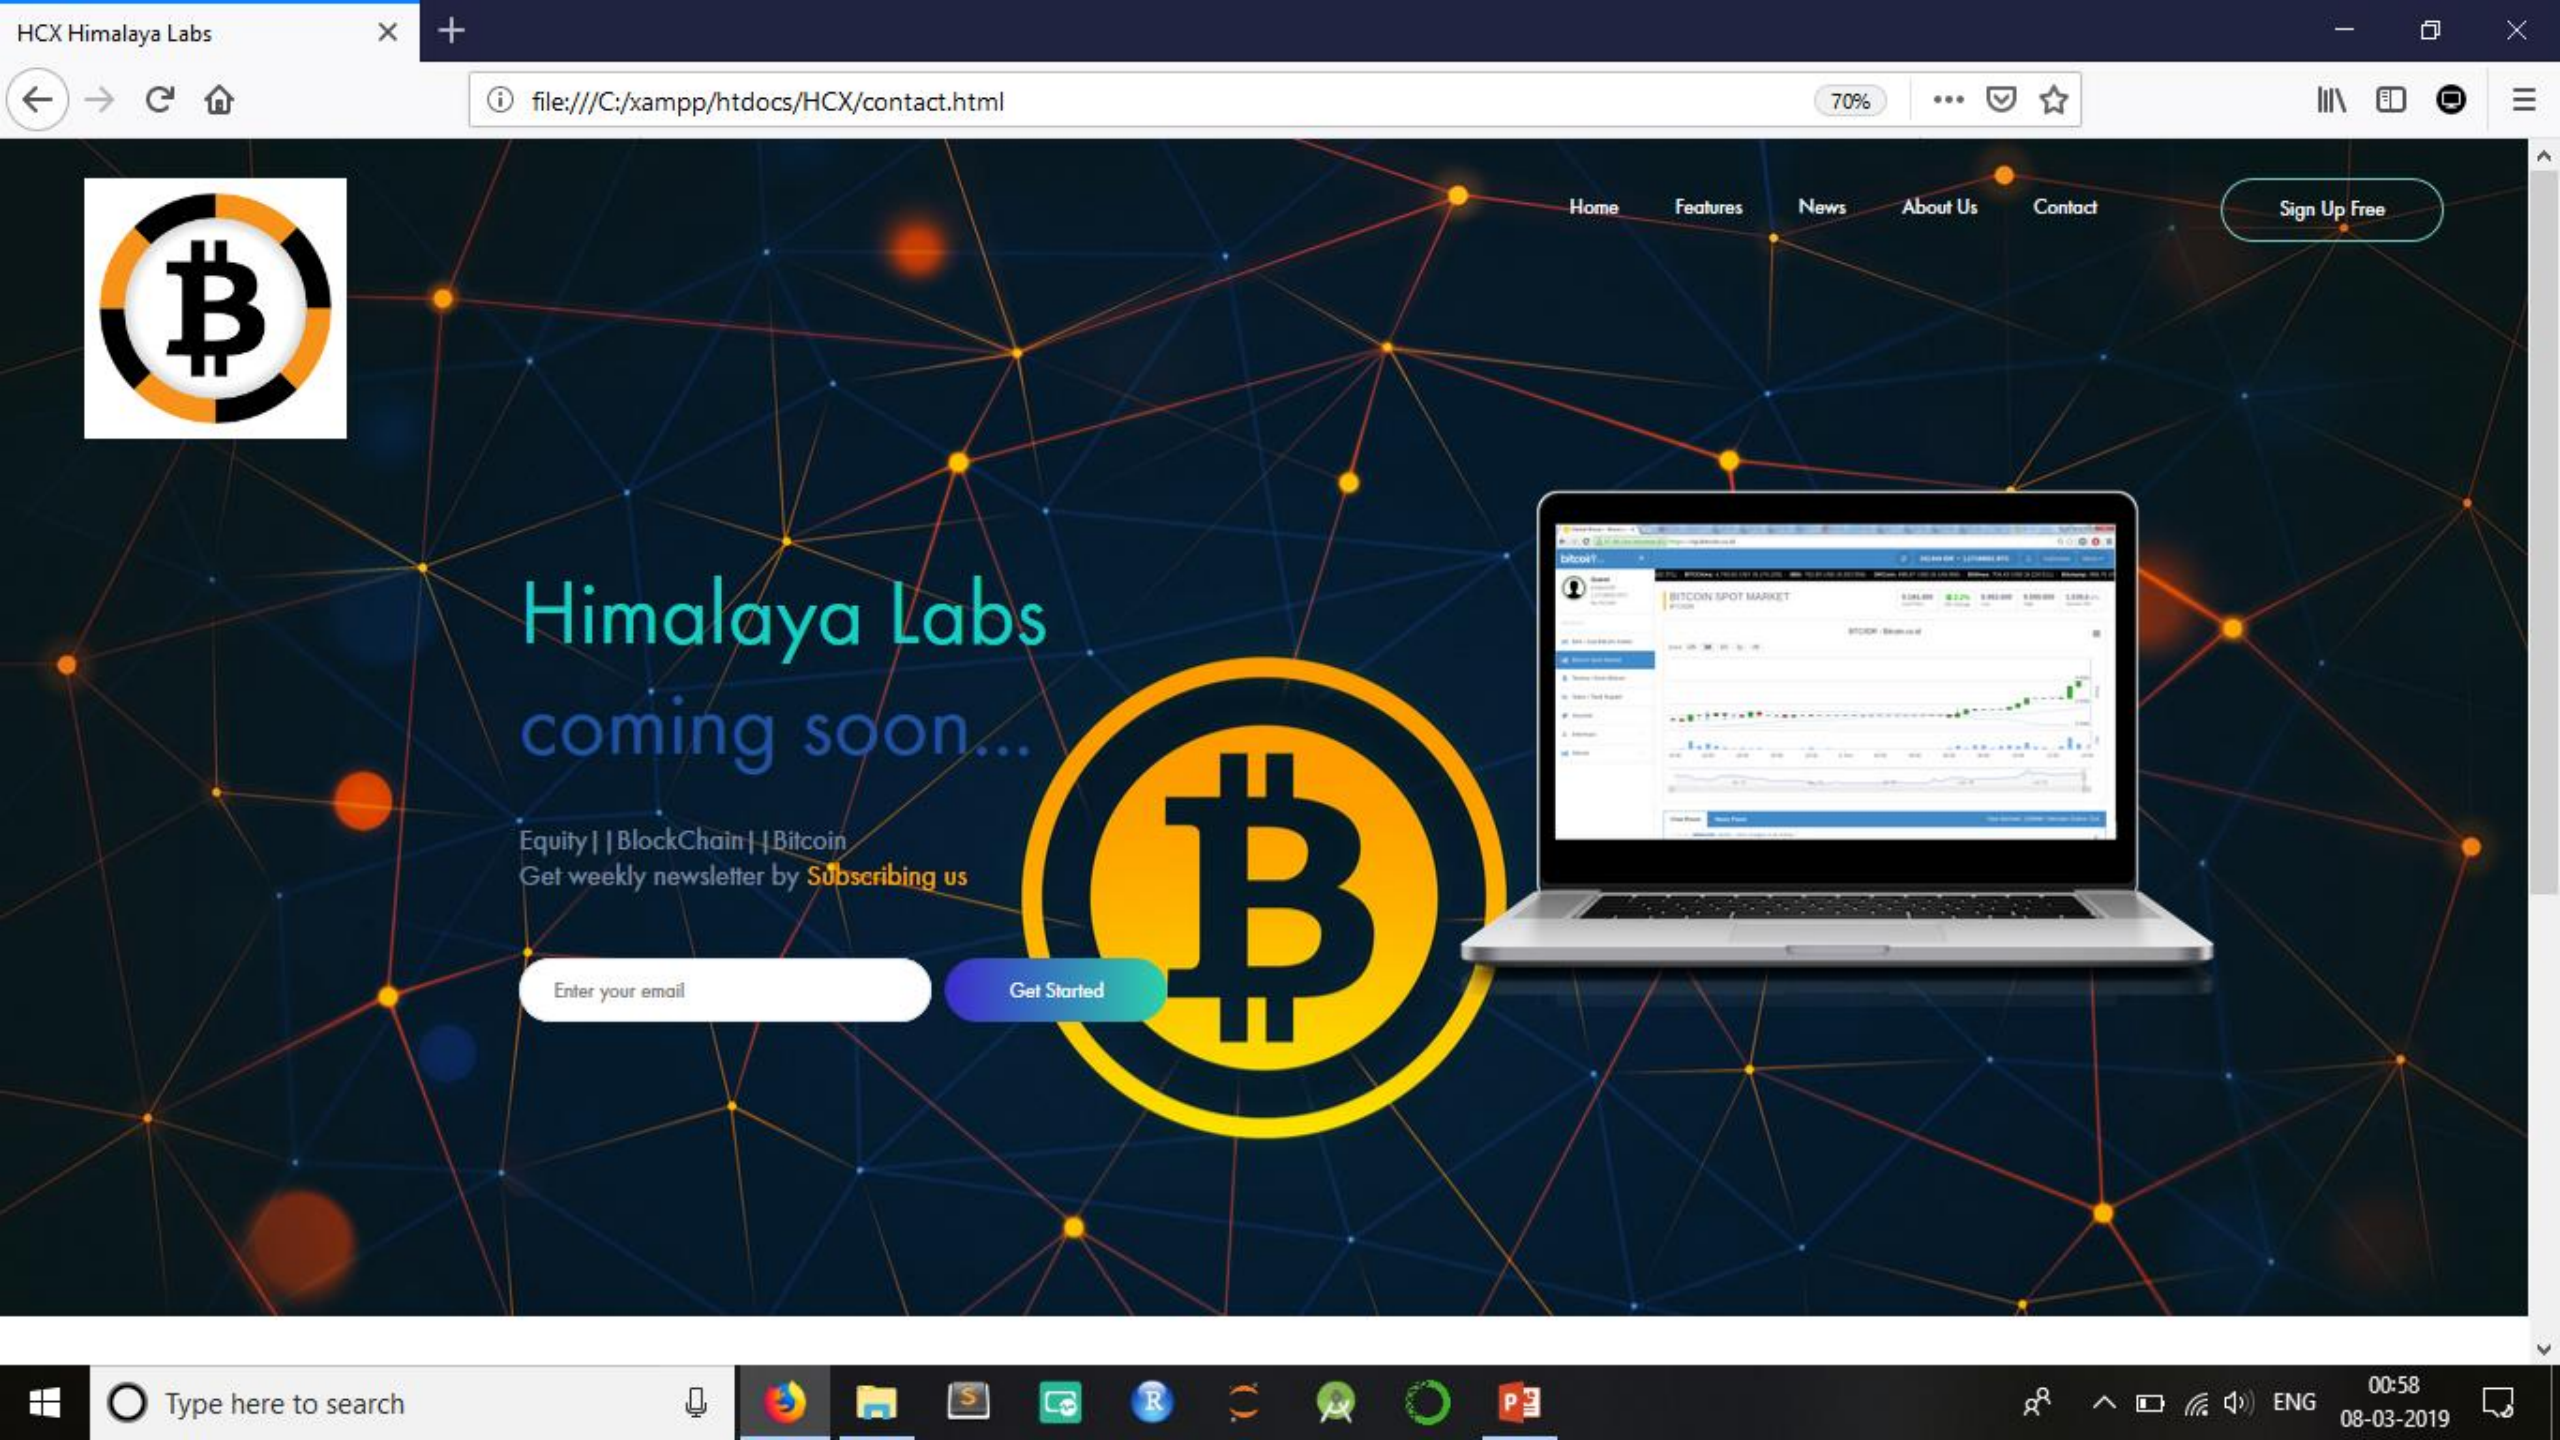 HCX Himalaya Labs
file:///C:/xampp/htdocs/HCX/contact.html
70%
Home Features News About Us Contact Sign Up Free
BITCOIN SPOT MARKET
Himalaya Labs
coming soon...
Equity||BlockChain||Bitcoin
Get weekly newsletter by Subscribing us
Enter your email
Get Started
Type here to search
ENG
00:58
08-03-2019